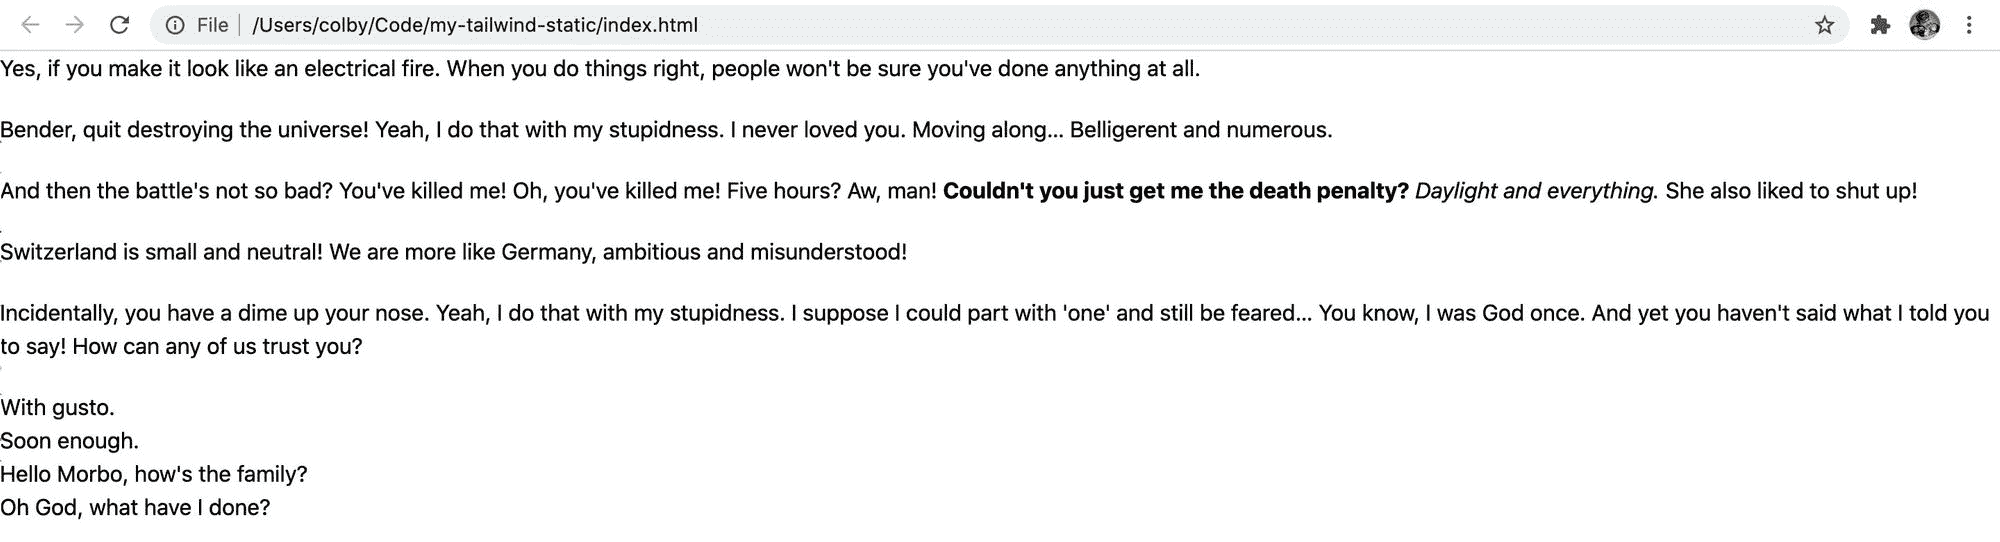 File /Users/colby/Code/my-tailwind-static/index.html
Yes, if you make it look like an electrical fire. When you do things right, people won't be sure you've done anything at all.
Bender, quit destroying the universe! Yeah, I do that with my stupidness. I never loved you. Moving along... Belligerent and numerous.
And then the battle's not so bad? You've killed me! Oh, you've killed me! Five hours? Aw, man! Couldn't you just get me the death penalty? Daylight and everything. She also liked to shut up!
Switzerland is small and neutral! We are more like Germany, ambitious and misunderstood!
Incidentally, you have a dime up your nose. Yeah, I do that with my stupidness. I suppose I could part with 'one' and still be feared... You know, I was God once. And yet you haven't said what I told you
to say! How can any of us trust you?
With gusto.
Soon enough.
Hello Morbo, how's the family?
Oh God, what have I done?